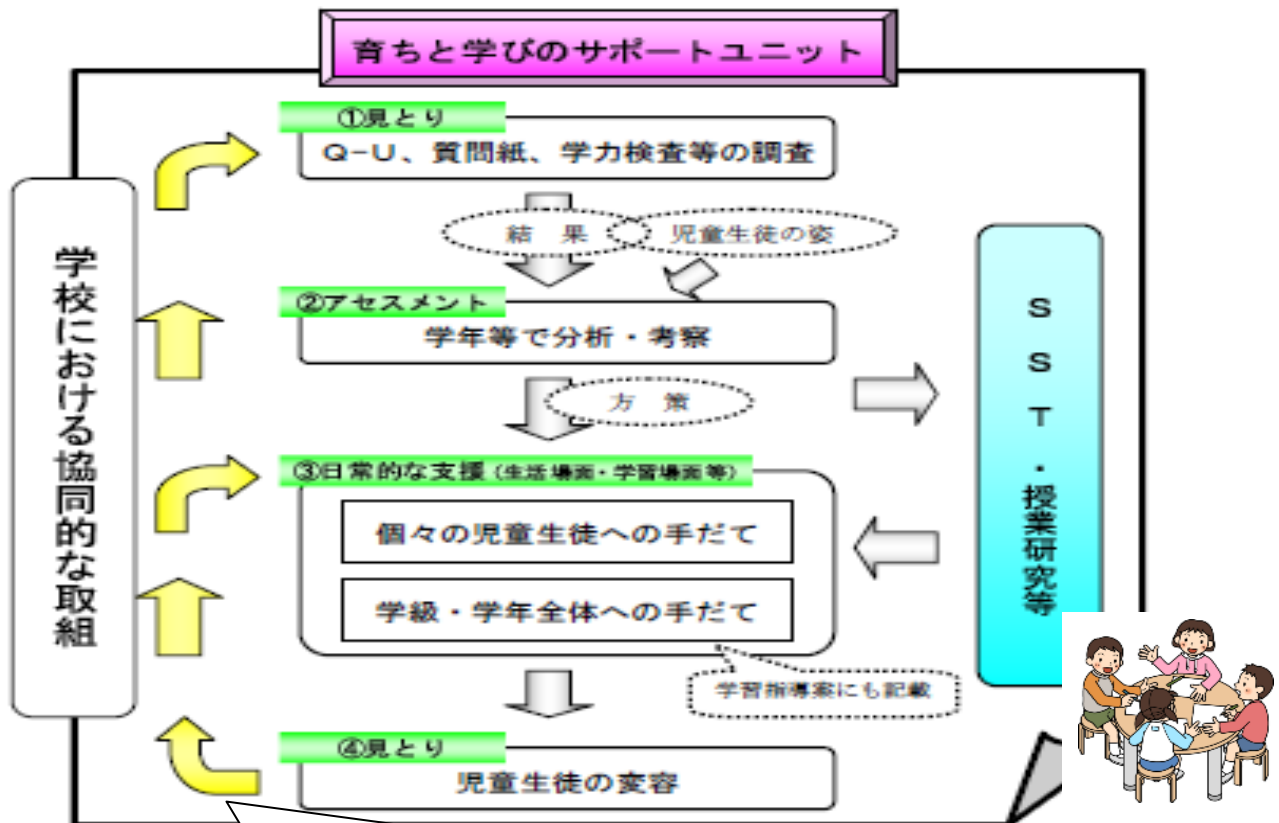 育ちと学びのサポートユニット
①見とり
Q-U、質問紙、学力検査等の調査
結 果
児童生徒の姿
②アセスメント
学年等で分析・考察
方 策
③日常的な支援(生活場面・学習場面等)
個々の児童生徒への手だて
学級・学年全体への手だて
学習指導案にも記載
④見とり
児童生徒の変容
学校における協同的な取組
SST・授業研究等